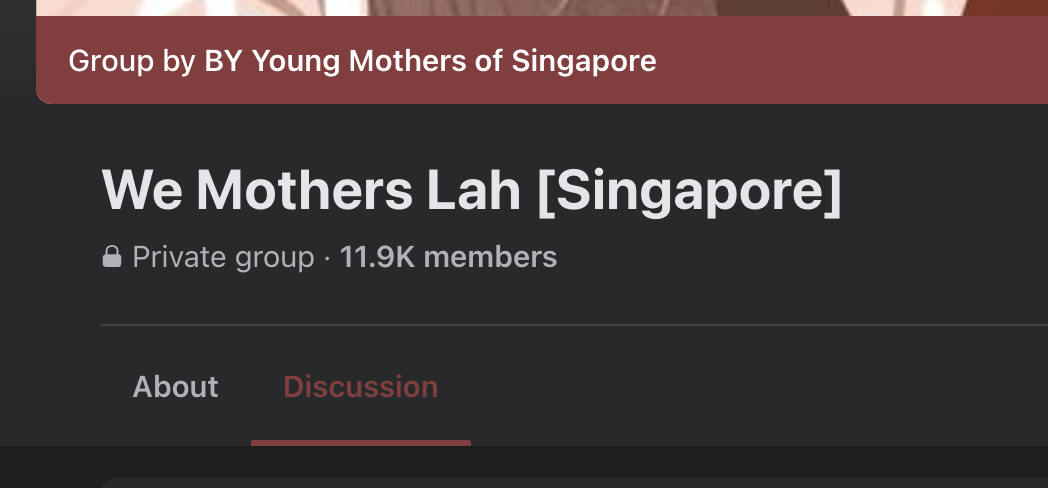 Group by BY Young Mothers of Singapore
We Mothers Lah [Singapore]
Private group · 11.9K members
About Discussion